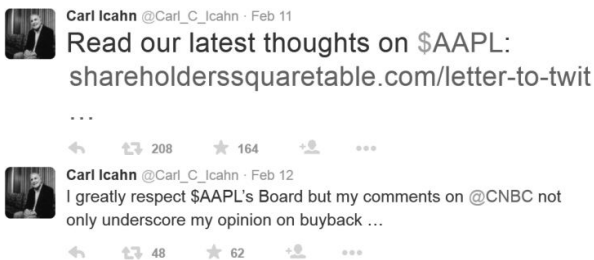 Carl Icahn @Carl_C_Icahn · Feb 11
Read our latest thoughts on $AAPL:
shareholderssquaretable.com/letter-to-twit
...
208 164
Carl Icahn @Carl_C_Icahn · Feb 12
I greatly respect $AAPL's Board but my comments on @CNBC not
only underscore my opinion on buyback ...
48 62